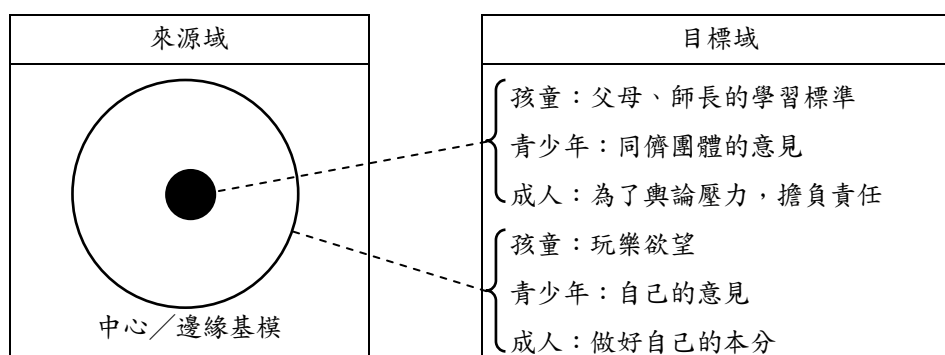 來源域
目標域
孩童：父母、師長的學習標準
青少年：同儕團體的意見
成人：為了輿論壓力，擔負責任
孩童：玩樂欲望
青少年：自己的意見
成人：做好自己的本分
中心／邊緣基模